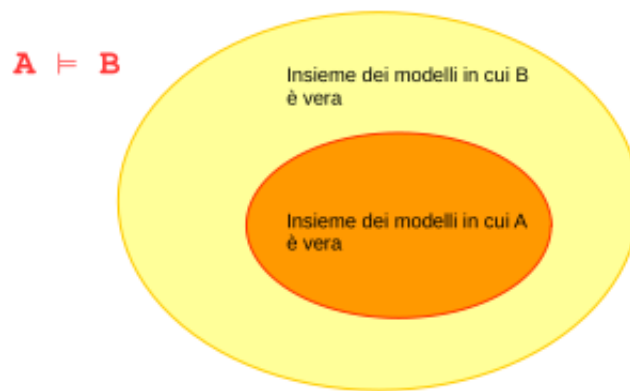 A ⊨ B
Insieme dei modelli in cui B
è vera
Insieme dei modelli in cui A
è vera